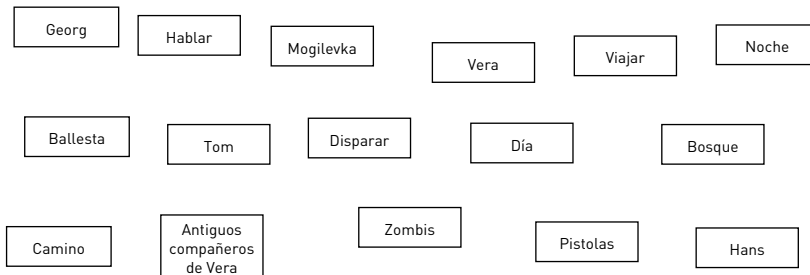 Georg
Hablar
Mogilevka
Vera
Viajar
Noche
Ballesta
Tom
Disparar
Día
Bosque
Camino
Antiguos
compañeros
de Vera
Zombis
Pistolas
Hans